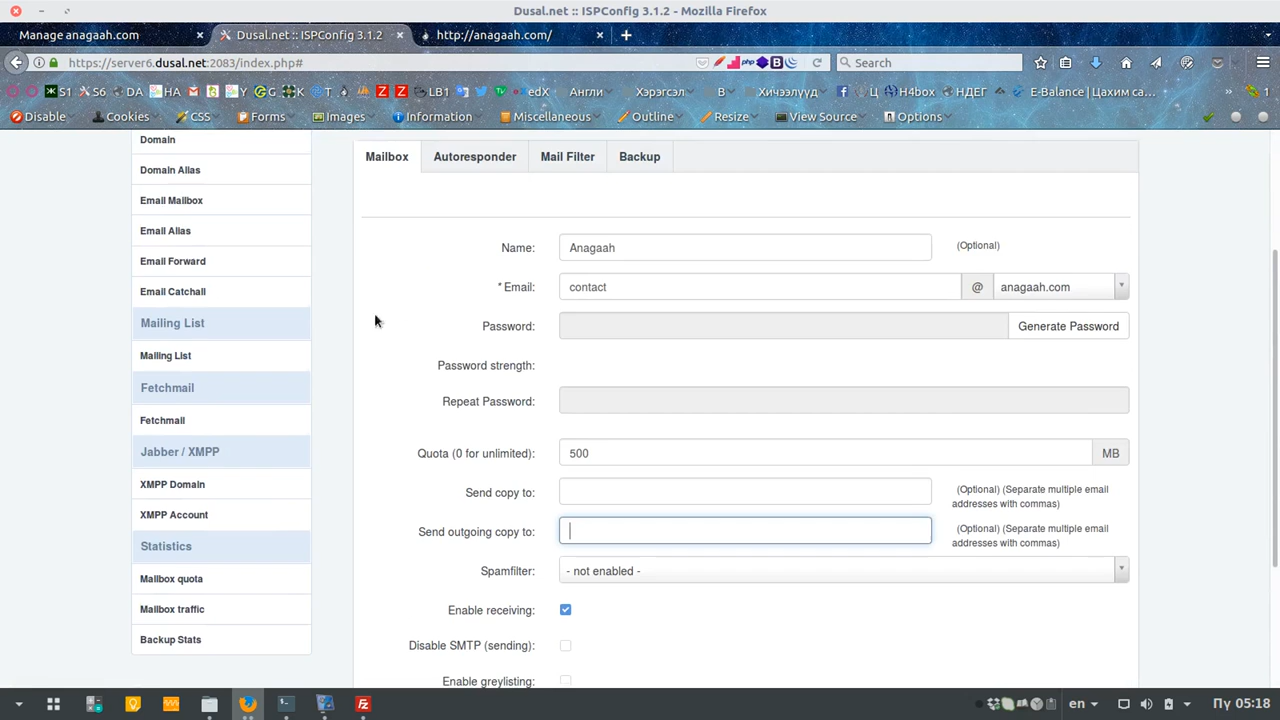 Dusal.net :: ISPConfig 3.1.2 - Mozilla Firefox
Manage anagaah.com
Dusal.net :: ISPConfig 3.1.2
http://anagaah.com/
https://server6.dusal.net:2083/index.php#
Search
S1 S6 DA HA Y G K T LB1 edX Англи Хэрэгсэл В Хичээлүүд Ц H4box НДЕГ E-Balance | Цахим са... » 1
Disable Cookies CSS Forms Images Information Miscellaneous Outline Resize View Source Options
Domain
Domain Alias
Email Mailbox
Email Alias
Email Forward
Email Catchall
Mailing List
Mailing List
Fetchmail
Fetchmail
Jabber / XMPP
XMPP Domain
XMPP Account
Statistics
Mailbox quota
Mailbox traffic
Backup Stats
Mailbox Autoresponder Mail Filter Backup
Name: Anagaah (Optional)
* Email: contact @ anagaah.com
Password: Generate Password
Password strength:
Repeat Password:
Quota (0 for unlimited): 500 MB
Send copy to: (Optional) (Separate multiple email
addresses with commas)
Send outgoing copy to: (Optional) (Separate multiple email
addresses with commas)
Spamfilter: - not enabled -
Enable receiving:
Disable SMTP (sending):
Enable greylisting:
en Пү 05:18